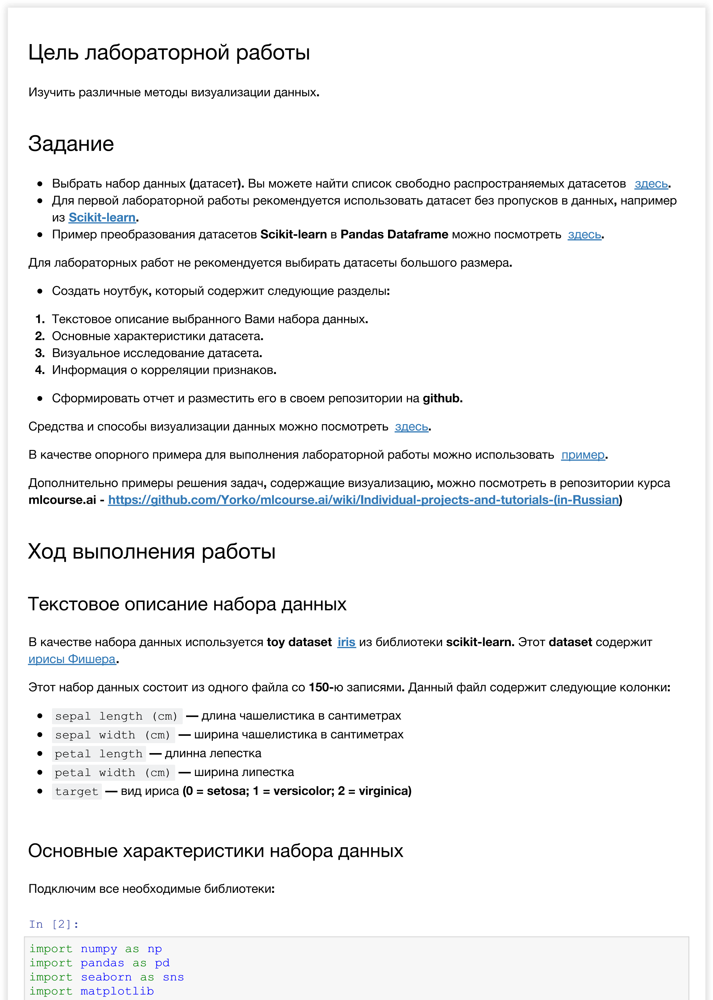 Цель лабораторной работы
Изучить различные методы визуализации данных.
Задание
• Выбрать набор данных (датасет). Вы можете найти список свободно распространяемых датасетов здесь.
• Для первой лабораторной работы рекомендуется использовать датасет без пропусков в данных, например
из Scikit-learn.
• Пример преобразования датасетов Scikit-learn в Pandas Dataframe можно посмотреть здесь.
Для лабораторных работ не рекомендуется выбирать датасеты большого размера.
• Создать ноутбук, который содержит следующие разделы:
1. Текстовое описание выбранного Вами набора данных.
2. Основные характеристики датасета.
3. Визуальное исследование датасета.
4. Информация о корреляции признаков.
• Сформировать отчет и разместить его в своем репозитории на github.
Средства и способы визуализации данных можно посмотреть здесь.
В качестве опорного примера для выполнения лабораторной работы можно использовать пример.
Дополнительно примеры решения задач, содержащие визуализацию, можно посмотреть в репозитории курса
mlcourse.ai - https://github.com/Yorko/mlcourse.ai/wiki/Individual-projects-and-tutorials-(in-Russian)
Ход выполнения работы
Текстовое описание набора данных
В качестве набора данных используется toy dataset iris из библиотеки scikit-learn. Этот dataset содержит
ирисы Фишера.
Этот набор данных состоит из одного файла со 150-ю записями. Данный файл содержит следующие колонки:
• sepal length (cm) — длина чашелистика в сантиметрах
• sepal width (cm) — ширина чашелистика в сантиметрах
• petal length — длинна лепестка
• petal width (cm) — ширина липестка
• target — вид ириса (0 = setosa; 1 = versicolor; 2 = virginica)
Основные характеристики набора данных
Подключим все необходимые библиотеки:
In [2]:
import numpy as np
import pandas as pd
import seaborn as sns
import matplotlib